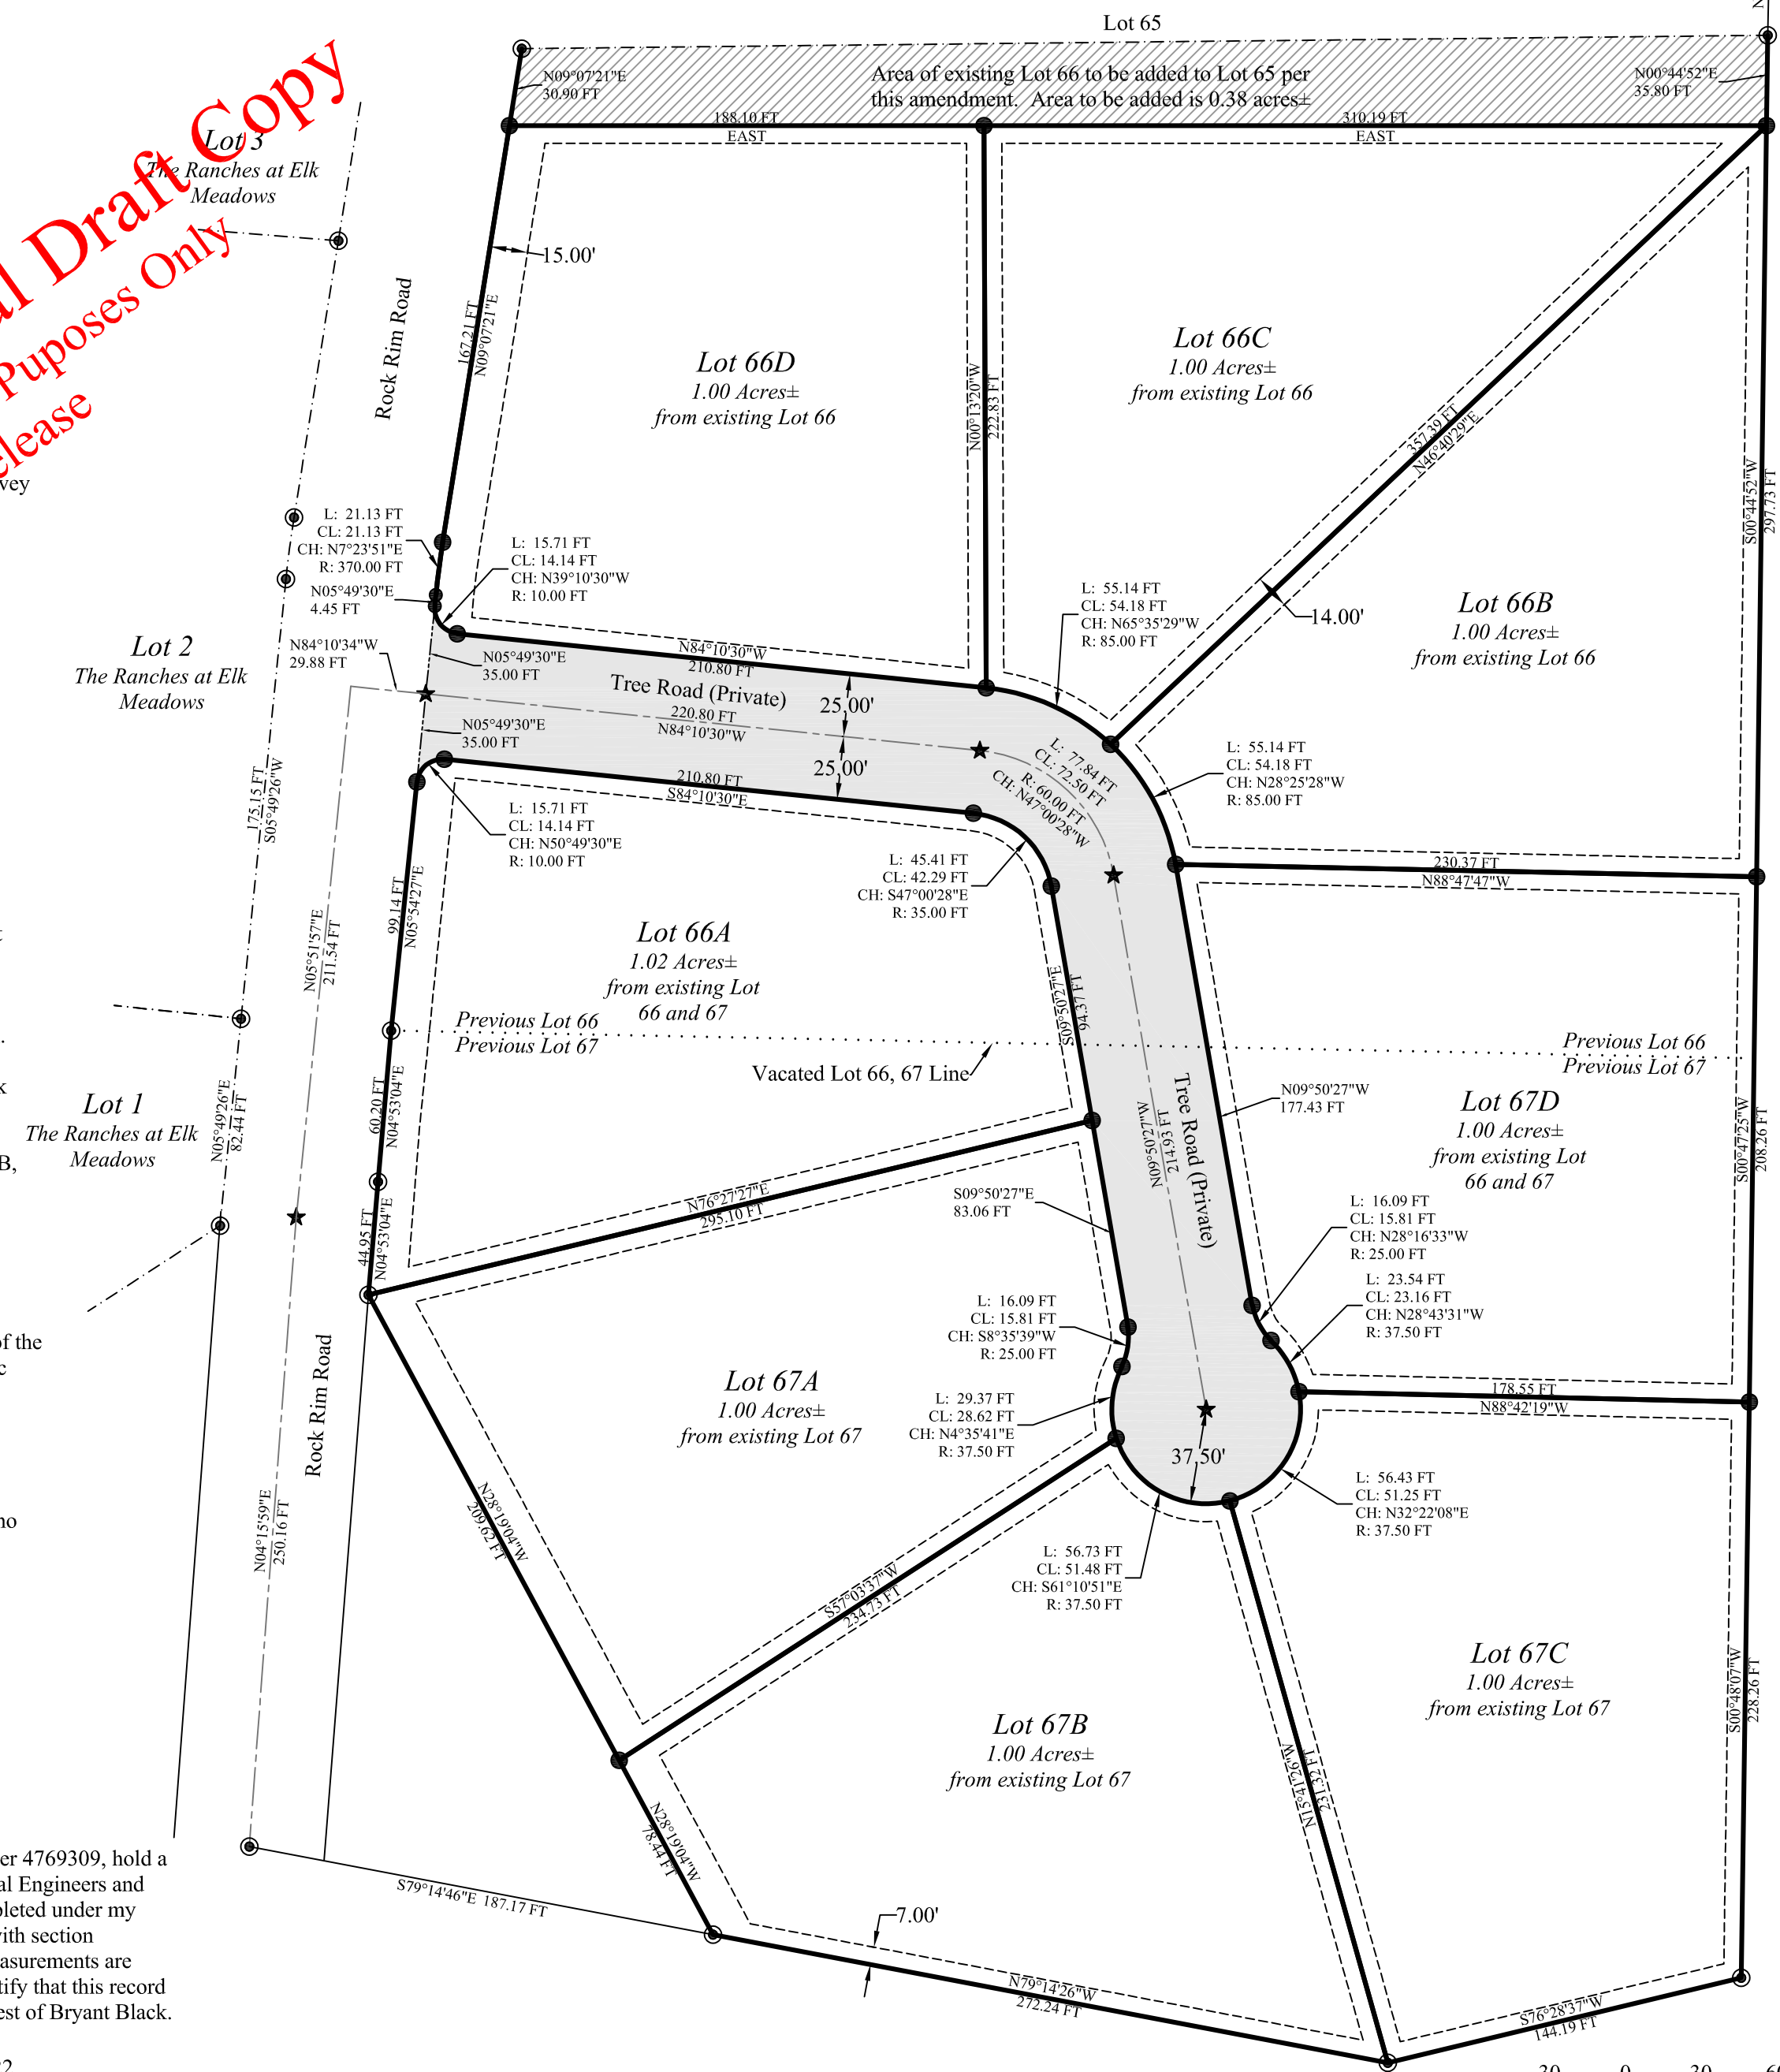 Lot 65
N09°07'21"E
30.90 FT
Area of existing Lot 66 to be added to Lot 65 per
this amendment. Area to be added is 0.38 acres±
N00°44'52"E
35.80 FT
188.10 FT
EAST
310.19 FT
EAST
Draft Copy
Puposes Only
Lot 3
The Ranches at Elk
Meadows
Rock Rim Road
15.00'
167.21 FT
N09°07'21"E
Lot 66D
1.00 Acres±
from existing Lot 66
N00°13'20"W
222.83 FT
Lot 66C
1.00 Acres±
from existing Lot 66
357.39 FT
N46°40'29"E
S00°44'52"W
297.73 FT
L: 21.13 FT
CL: 21.13 FT
CH: N7°23'51"E
R: 370.00 FT
N05°49'30"E
4.45 FT
L: 15.71 FT
CL: 14.14 FT
CH: N39°10'30"W
R: 10.00 FT
L: 55.14 FT
CL: 54.18 FT
CH: N65°35'29"W
R: 85.00 FT
14.00'
Lot 66B
1.00 Acres±
from existing Lot 66
Lot 2
The Ranches at Elk
Meadows
N84°10'34"W
29.88 FT
N05°49'30"E
35.00 FT
N84°10'30"W
210.80 FT
Tree Road (Private)
220.80 FT
N84°10'30"W
25.00'
25.00'
N05°49'30"E
35.00 FT
210.80 FT
S84°10'30"E
L: 77.84 FT
CL: 72.50 FT
R: 60.00 FT
CH: N47°00'28"W
L: 55.14 FT
CL: 54.18 FT
CH: N28°25'28"W
R: 85.00 FT
175.15 FT
S05°49'26"W
L: 15.71 FT
CL: 14.14 FT
CH: N50°49'30"E
R: 10.00 FT
L: 45.41 FT
CL: 42.29 FT
CH: S47°00'28"E
R: 35.00 FT
230.37 FT
N88°47'47"W
99.14 FT
N05°54'27"E
N05°51'57"E
211.54 FT
Lot 66A
1.02 Acres±
from existing Lot
66 and 67
S09°50'27"E
94.37 FT
Previous Lot 66
Previous Lot 67
Previous Lot 66
Previous Lot 67
Vacated Lot 66, 67 Line
Lot 1
The Ranches at Elk
Meadows
N05°49'26"E
82.44 FT
60.20 FT
N04°53'04"E
44.95 FT
N04°53'04"E
N76°27'27"E
295.10 FT
N09°50'27"W
214.93 FT
Tree Road (Private)
N09°50'27"W
177.43 FT
Lot 67D
1.00 Acres±
from existing Lot
66 and 67
S00°47'25"W
208.26 FT
S09°50'27"E
83.06 FT
L: 16.09 FT
CL: 15.81 FT
CH: N28°16'33"W
R: 25.00 FT
L: 23.54 FT
CL: 23.16 FT
CH: N28°43'31"W
R: 37.50 FT
L: 16.09 FT
CL: 15.81 FT
CH: S8°35'39"W
R: 25.00 FT
of the
Rock Rim Road
Lot 67A
1.00 Acres±
from existing Lot 67
L: 29.37 FT
CL: 28.62 FT
CH: N4°35'41"E
R: 37.50 FT
178.55 FT
N88°42'19"W
37.50'
L: 56.43 FT
CL: 51.25 FT
CH: N32°22'08"E
R: 37.50 FT
N28°19'04"W
209.62 FT
N04°15'59"E
250.16 FT
L: 56.73 FT
CL: 51.48 FT
CH: S61°10'51"E
R: 37.50 FT
S57°03'37"W
234.73 FT
Lot 67C
1.00 Acres±
from existing Lot 67
S00°48'07"W
228.26 FT
Lot 67B
1.00 Acres±
from existing Lot 67
N15°41'26"W
231.32 FT
N28°19'04"W
78.44 FT
S79°14'46"E 187.17 FT
7.00'
N79°14'26"W
272.24 FT
S76°28'37"W
144.19 FT
4769309, hold a
Engineers and
under my
with section
measurements are
that this record
of Bryant Black.
30 0 30